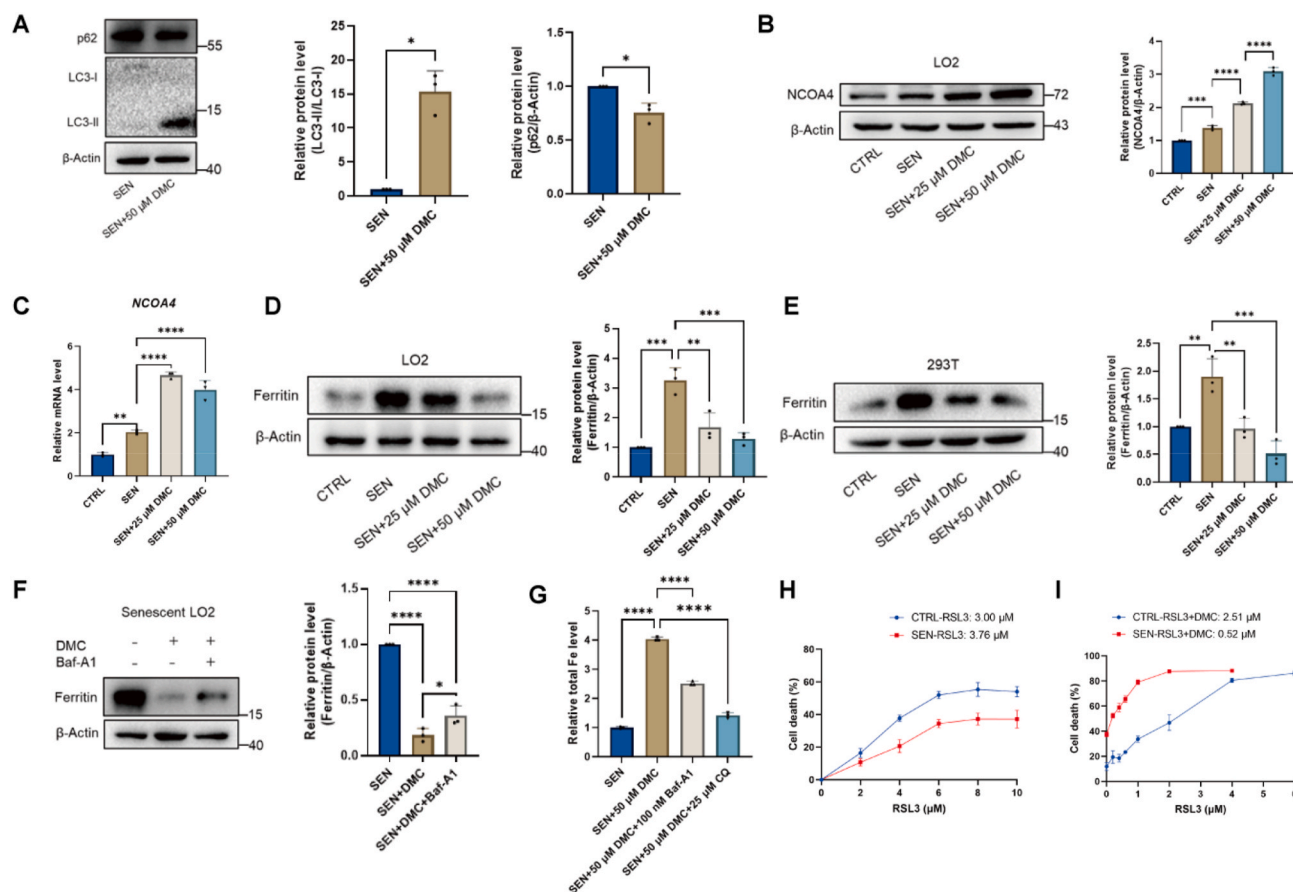 A
p62
55
LC3-I
15
LC3-II
β-Actin
40
SEN
SEN+50 μM DMC
Relative protein level
(LC3-II/LC3-I)
25
20
15
10
5
0
*
SEN
SEN+50 μM DMC
Relative protein level
(p62/β-Actin)
1.5
1.0
0.5
0.0
*
SEN
SEN+50 μM DMC
B
LO2
NCOA4
72
β-Actin
43
CTRL
SEN
SEN+25 μM DMC
SEN+50 μM DMC
Relative protein level
(NCOA4/β-Actin)
4
3
2
1
0
***
****
****
CTRL
SEN
SEN+25 μM DMC
SEN+50 μM DMC
C
NCOA4
Relative mRNA level
6
4
2
0
**
****
****
CTRL
SEN
SEN+25 μM DMC
SEN+50 μM DMC
D
LO2
Ferritin
15
β-Actin
40
CTRL
SEN
SEN+25 μM DMC
SEN+50 μM DMC
Relative protein level
(Ferritin/β-Actin)
5
4
3
2
1
0
***
**
***
CTRL
SEN
SEN+25 μM DMC
SEN+50 μM DMC
E
293T
Ferritin
15
β-Actin
40
CTRL
SEN
SEN+25 μM DMC
SEN+50 μM DMC
Relative protein level
(Ferritin/β-Actin)
2.5
2.0
1.5
1.0
0.5
0.0
**
**
***
CTRL
SEN
SEN+25 μM DMC
SEN+50 μM DMC
F
Senescent LO2
DMC - + +
Baf-A1 - - +
Ferritin
15
β-Actin
40
Relative protein level
(Ferritin/β-Actin)
1.5
1.0
0.5
0.0
****
****
*
SEN
SEN+DMC
SEN+DMC+Baf-A1
G
Relative total Fe level
5
4
3
2
1
0
****
****
****
SEN
SEN+50 μM DMC
SEN+50 μM DMC+100 nM Baf-A1
SEN+50 μM DMC+25 μM CQ
H
CTRL-RSL3: 3.00 μM
SEN-RSL3: 3.76 μM
Cell death (%)
80
60
40
20
0
0 2 4 6 8 10
RSL3 (μM)
I
CTRL-RSL3+DMC: 2.51 μM
SEN-RSL3+DMC: 0.52 μM
Cell death (%)
100
80
60
40
20
0
0 2 4 6
RSL3 (μM)